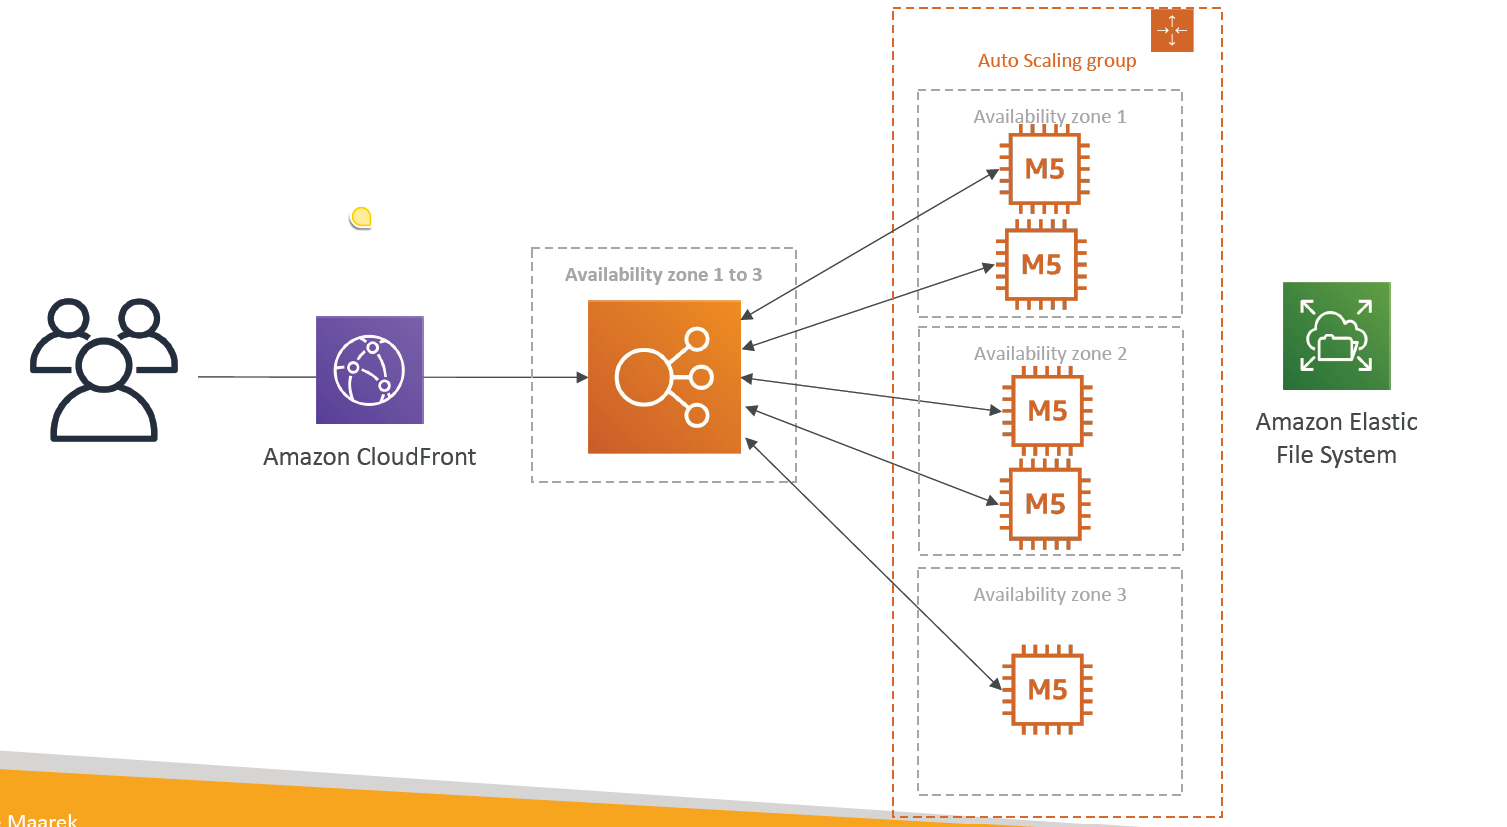 Auto Scaling group
Availability zone 1
M5
M5
Availability zone 1 to 3
Availability zone 2
M5
M5
Amazon CloudFront
Amazon Elastic
File System
Availability zone 3
M5
Maarek